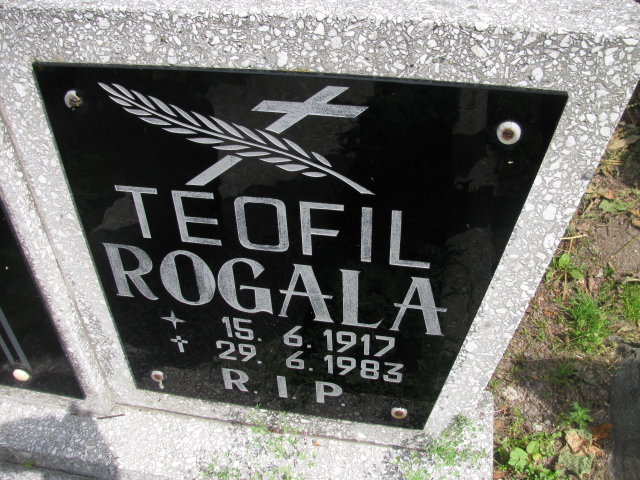 TEOFIL
ROGALA
15. 6. 1917
29. 6. 1983
R.I.P.